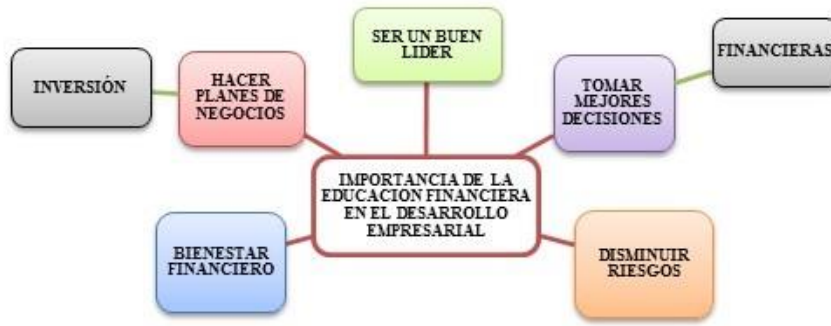 SER UN BUEN
LIDER
FINANCIERAS
INVERSIÓN
HACER
PLANES DE
NEGOCIOS
TOMAR
MEJORES
DECISIONES
IMPORTANCIA DE LA
EDUCACION FINANCIERA
EN EL DESARROLLO
EMPRESARIAL
BIENESTAR
FINANCIERO
DISMINUIR
RIESGOS